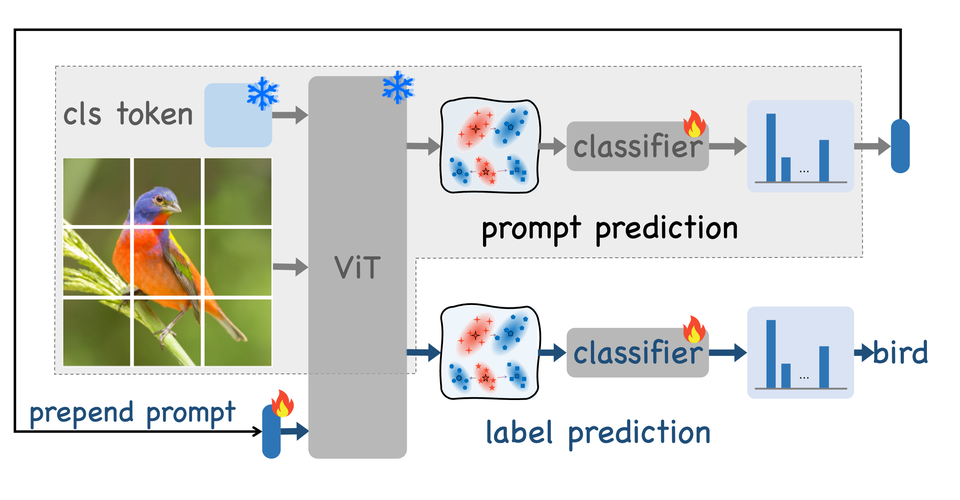 cls token
classifier
...
prompt prediction
ViT
classifier
...
bird
prepend prompt
label prediction